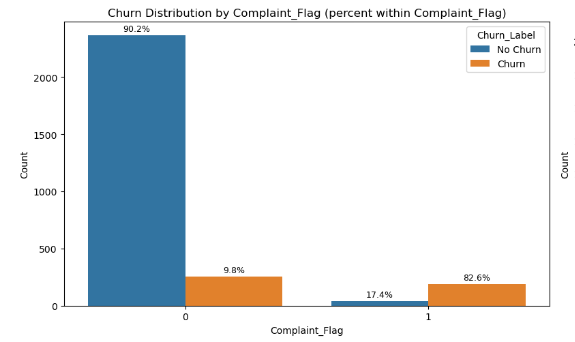 Churn Distribution by Complaint_Flag (percent within Complaint_Flag)
Churn_Label
No Churn
Churn
90.2%
9.8%
17.4%
82.6%
2000
1500
1000
500
0
Count
0 1
Complaint_Flag
Count